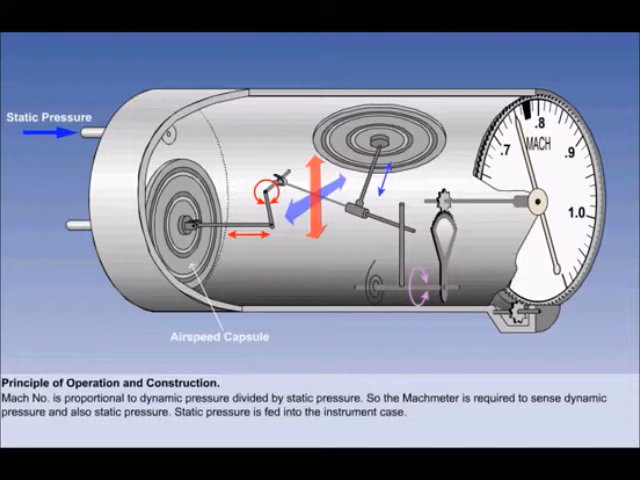 Static Pressure
.8
.7
MACH
.9
1.0
Airspeed Capsule
Principle of Operation and Construction.
Mach No. is proportional to dynamic pressure divided by static pressure. So the Machmeter is required to sense dynamic
pressure and also static pressure. Static pressure is fed into the instrument case.